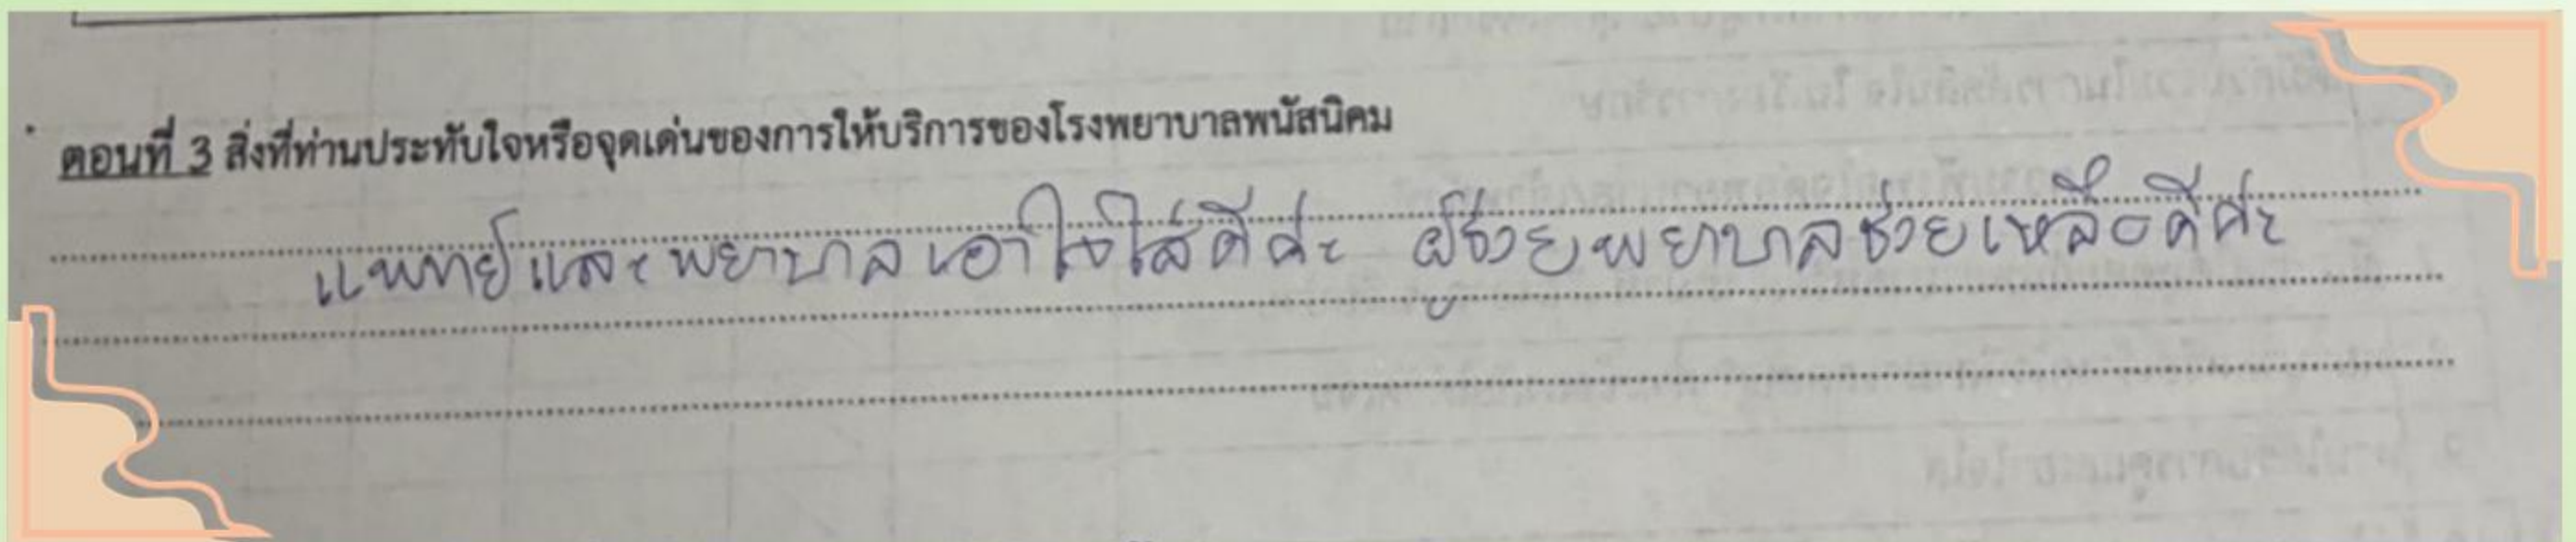 ตอนที่ 3 สิ่งที่ท่านประทับใจหรือจุดเด่นของการให้บริการของโรงพยาบาลพนัสนิคม
แพทย์และพยาบาลเอาใจใส่ดีค่ะ ผู้ช่วยพยาบาลช่วยเหลือดีค่ะ